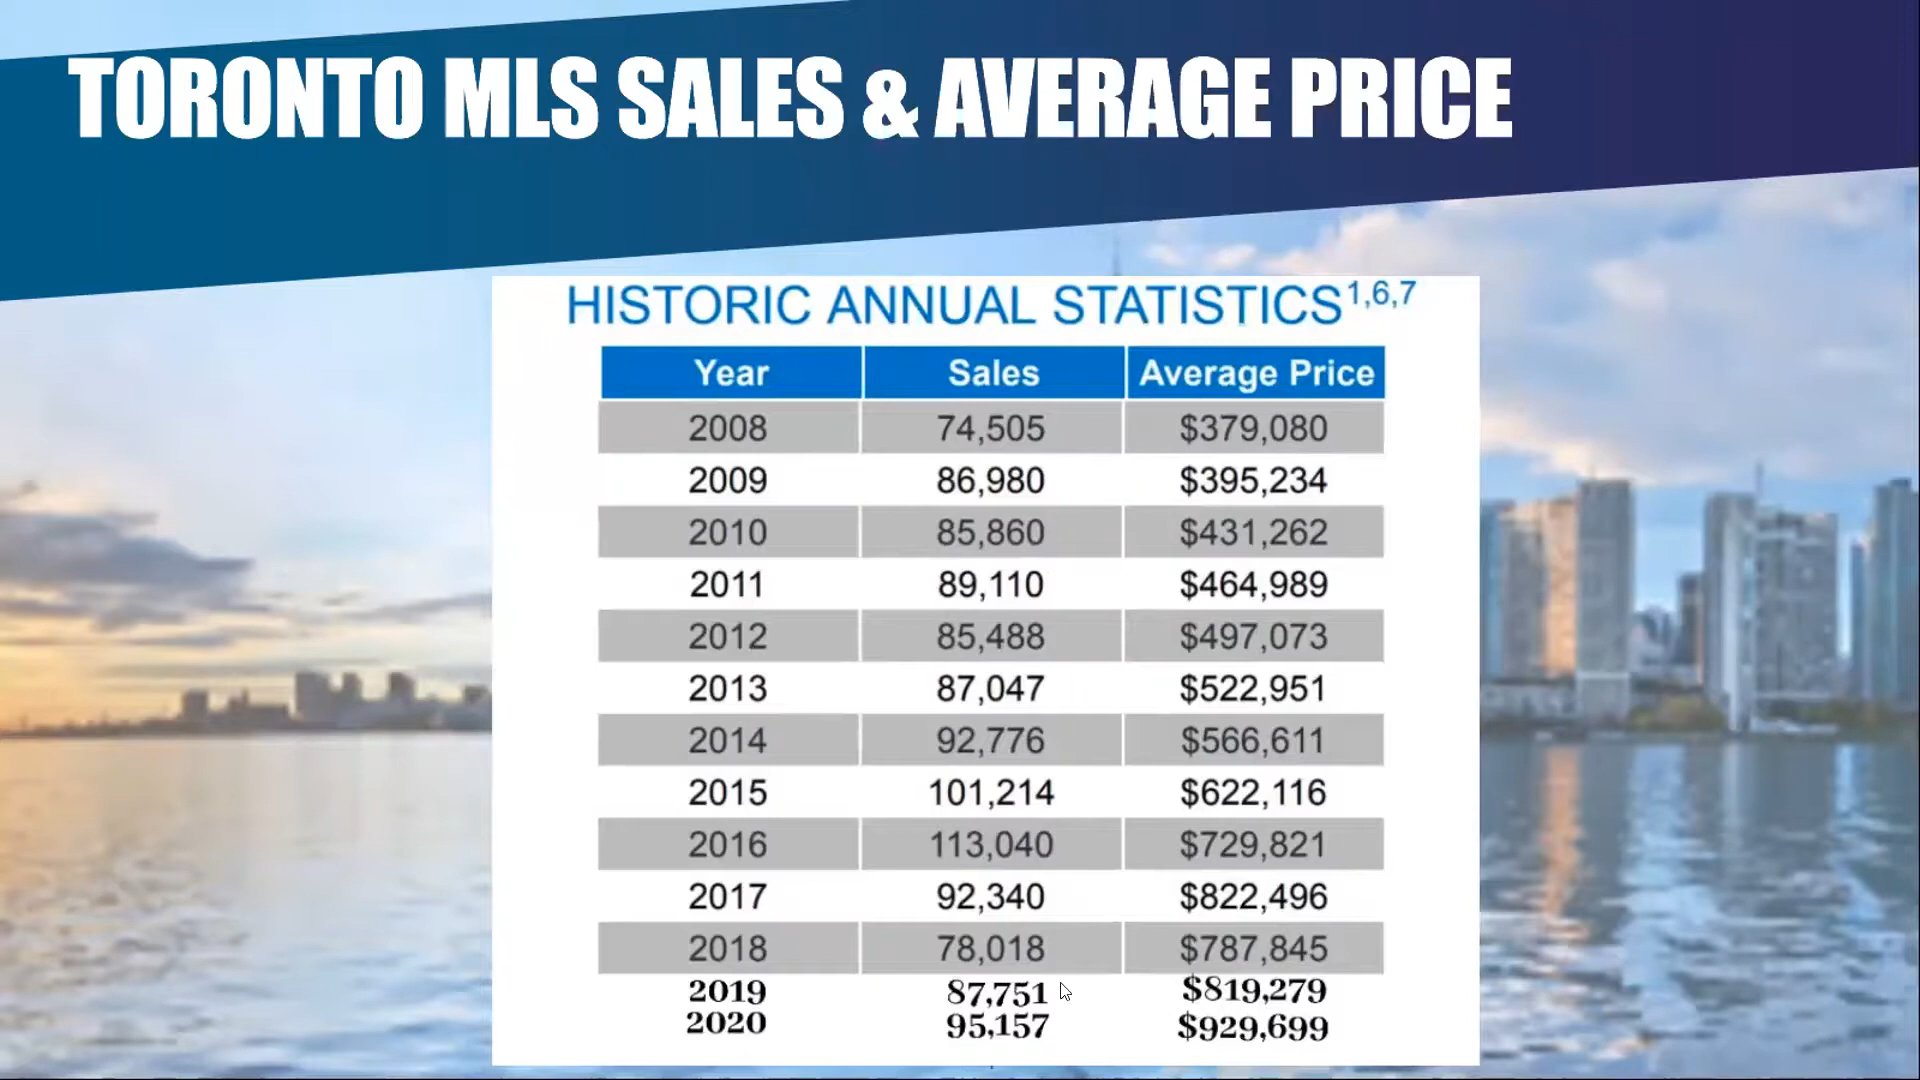 TORONTO MLS SALES & AVERAGE PRICE
HISTORIC ANNUAL STATISTICS1,6,7
Year Sales Average Price
2008 74,505 $379,080
2009 86,980 $395,234
2010 85,860 $431,262
2011 89,110 $464,989
2012 85,488 $497,073
2013 87,047 $522,951
2014 92,776 $566,611
2015 101,214 $622,116
2016 113,040 $729,821
2017 92,340 $822,496
2018 78,018 $787,845
2019 87,751 $819,279
2020 95,157 $929,699